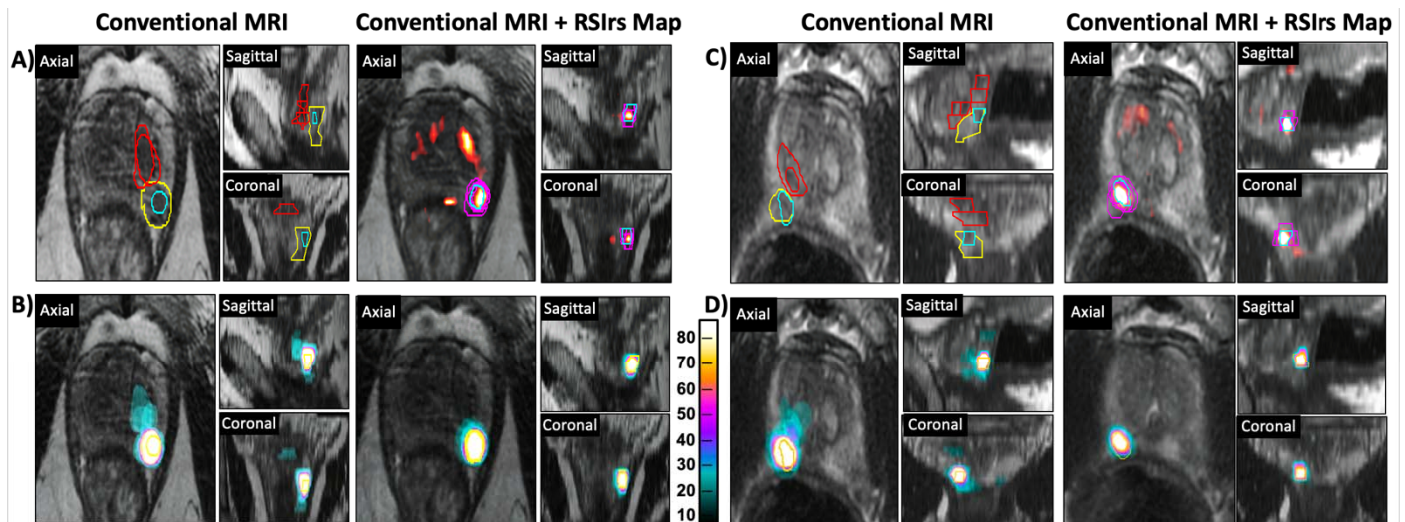 Conventional MRI
Conventional MRI + RSIrs Map
Conventional MRI
Conventional MRI + RSIrs Map
A)
Axial
Sagittal
Coronal
Axial
Sagittal
Coronal
C)
Axial
Sagittal
Coronal
Axial
Sagittal
Coronal
B)
Axial
Sagittal
Coronal
Axial
Sagittal
Coronal
80
70
60
50
40
30
20
10
D)
Axial
Sagittal
Coronal
Axial
Sagittal
Coronal